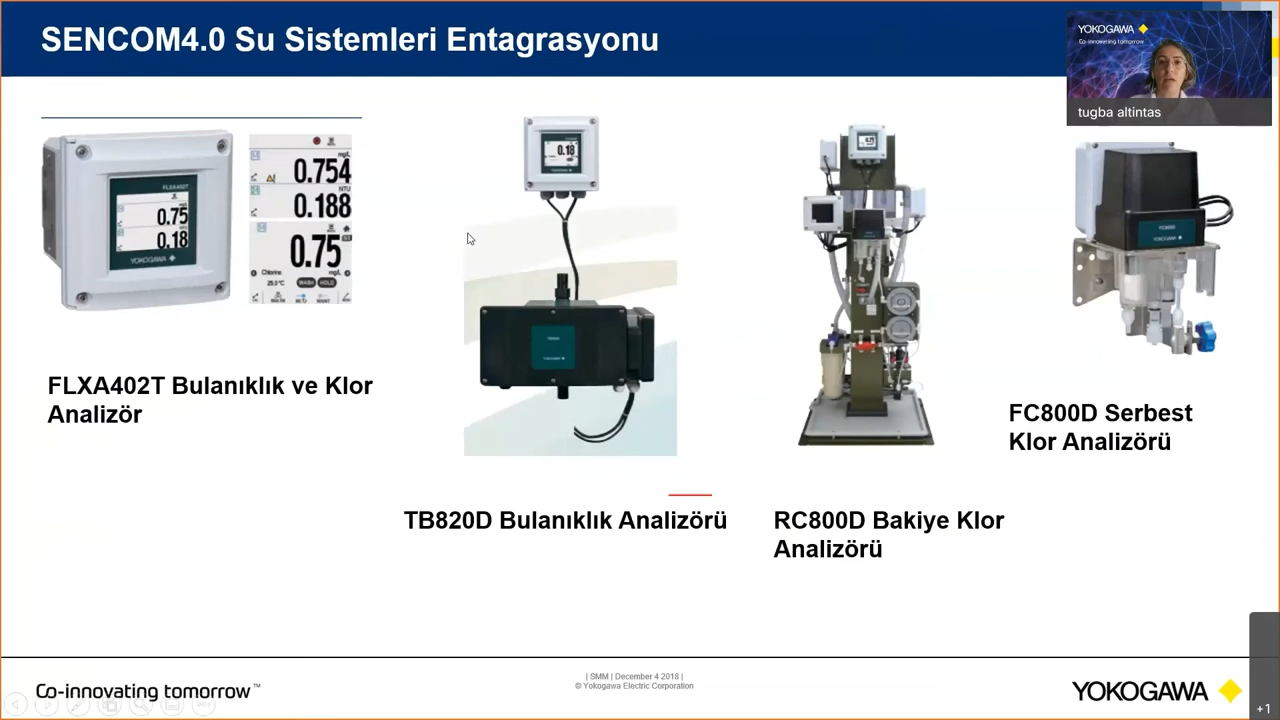 SENCOM4.0 Su Sistemleri Entagrasyonu
YOKOGAWA
Co-innovating tomorrow
tugba altintas
FLXA402T
0.75
0.18
YOKOGAWA
mg/L
0.754
NTU
0.188
0.75
mg/L
Chlorine
25.0 °C
WASH
HOLD
0.18
FLXA402T Bulanıklık ve Klor
Analizör
TB820D Bulanıklık Analizörü
RC800D Bakiye Klor
Analizörü
FC800D Serbest
Klor Analizörü
YOKOGAWA
Co-innovating tomorrow™
| SMM | December 4 2018 |
© Yokogawa Electric Corporation
YOKOGAWA
+1